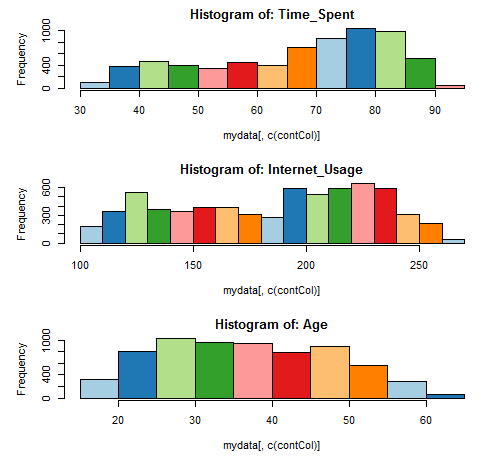 Histogram of: Time_Spent
Frequency
0 400 1000
30 40 50 60 70 80 90
mydata[, c(contCol)]
Histogram of: Internet_Usage
Frequency
0 300 600
100 150 200 250
mydata[, c(contCol)]
Histogram of: Age
Frequency
0 400 1000
20 30 40 50 60
mydata[, c(contCol)]